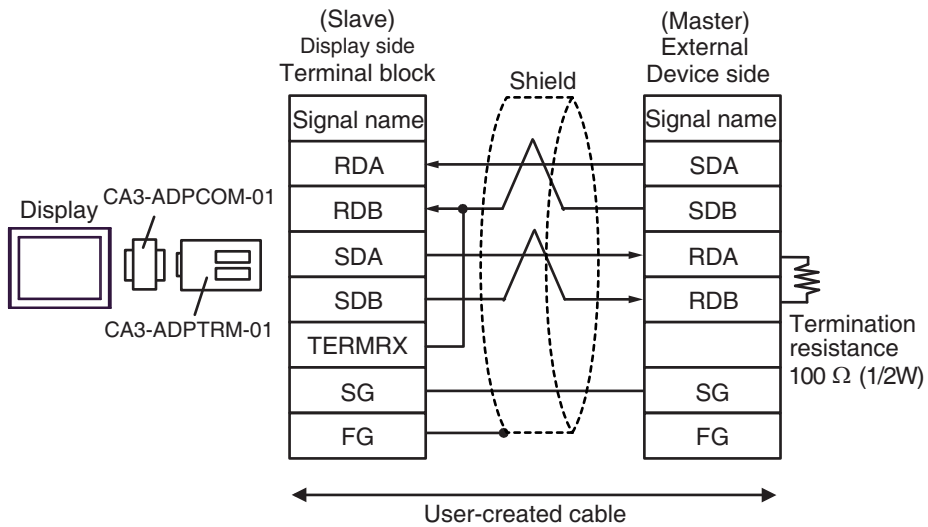 (Slave)
Display side
Terminal block
(Master)
External
Device side
Shield
Signal name
Signal name
RDA
SDA
RDB
SDB
SDA
RDA
SDB
RDB
TERMRX
SG
SG
FG
FG
Display
CA3-ADPCOM-01
CA3-ADPTRM-01
Termination
resistance
100 Ω (1/2W)
User-created cable